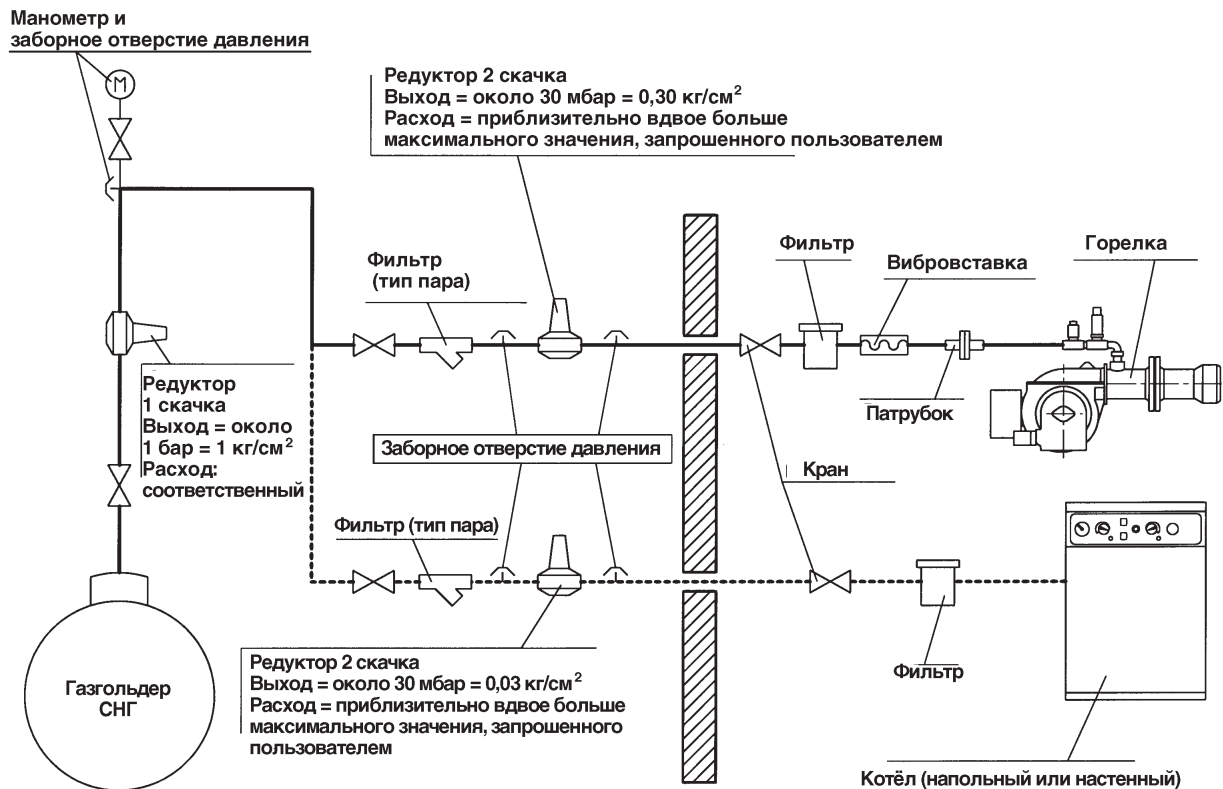 Манометр и
заборное отверстие давления
М
Редуктор 2 скачка
Выход = около 30 мбар = 0,30 кг/см²
Расход = приблизительно вдвое больше
максимального значения, запрошенного пользователем
Фильтр
(тип пара)
Фильтр
Вибровставка
Горелка
Редуктор
1 скачка
Выход = около
1 бар = 1 кг/см²
Расход:
соответственный
Патрубок
Заборное отверстие давления
Кран
Фильтр (тип пара)
Редуктор 2 скачка
Выход = около 30 мбар = 0,03 кг/см²
Расход = приблизительно вдвое больше
максимального значения, запрошенного
пользователем
Газгольдер
СНГ
Фильтр
Котёл (напольный или настенный)